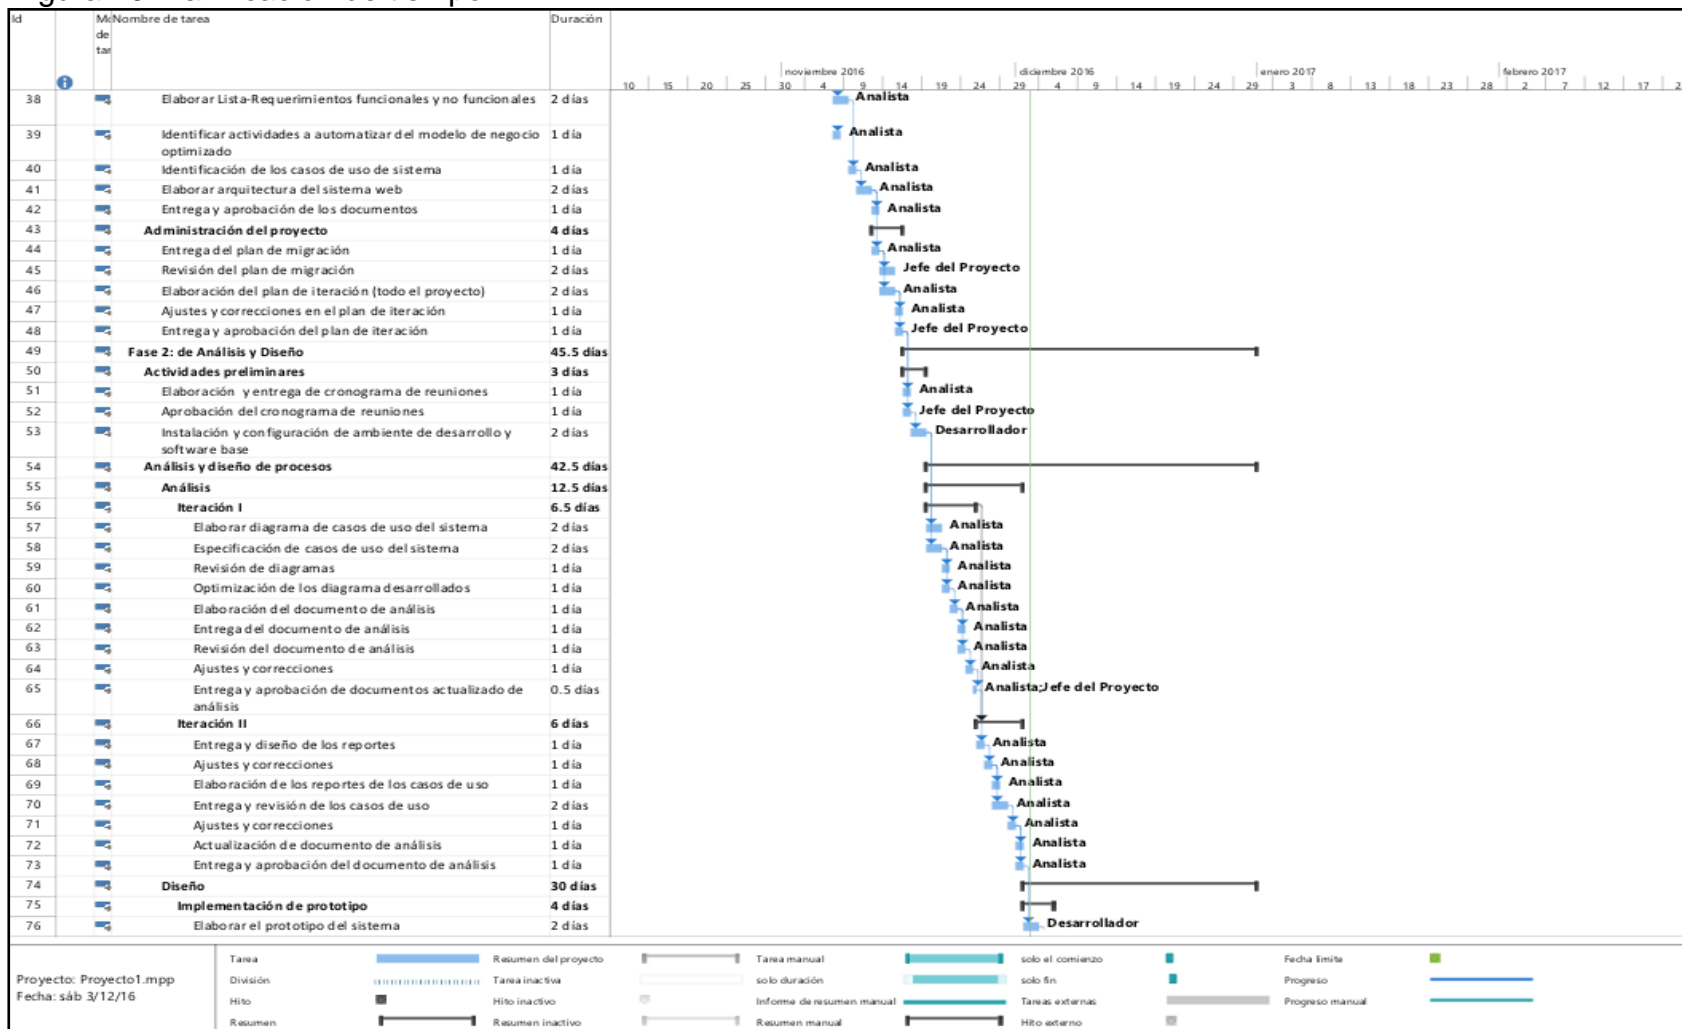 Id
Mo
de
tar
Nombre de tarea
Duración
noviembre 2016
diciembre 2016
enero 2017
febrero 2017
10 15 20 25 30 4 9 14 19 24 29 4 9 14 19 24 29 3 8 13 18 23 28 2 7 12 17
38 Elaborar Lista-Requerimientos funcionales y no funcionales 2 días Analista
39 Identificar actividades a automatizar del modelo de negocio 1 día Analista
optimizado
40 Identificación de los casos de uso de sistema 1 día Analista
41 Elaborar arquitectura del sistema web 2 días Analista
42 Entrega y aprobación de los documentos 1 día Analista
43 Administración del proyecto 4 días
44 Entrega del plan de migración 1 día Analista
45 Revisión del plan de migración 2 días Jefe del Proyecto
46 Elaboración del plan de iteración (todo el proyecto) 2 días Analista
47 Ajustes y correcciones en el plan de iteración 1 día Analista
48 Entrega y aprobación del plan de iteración 1 día Jefe del Proyecto
49 Fase 2: de Análisis y Diseño 45.5 días
50 Actividades preliminares 3 días
51 Elaboración y entrega de cronograma de reuniones 1 día Analista
52 Aprobación del cronograma de reuniones 1 día Jefe del Proyecto
53 Instalación y configuración de ambiente de desarrollo y 2 días Desarrollador
software base
54 Análisis y diseño de procesos 42.5 días
55 Análisis 12.5 días
56 Iteración I 6.5 días
57 Elaborar diagrama de casos de uso del sistema 2 días Analista
58 Especificación de casos de uso del sistema 2 días Analista
59 Revisión de diagramas 1 día Analista
60 Optimización de los diagrama desarrollados 1 día Analista
61 Elaboración del documento de análisis 1 día Analista
62 Entrega del documento de análisis 1 día Analista
63 Revisión del documento de análisis 1 día Analista
64 Ajustes y correcciones 1 día Analista
65 Entrega y aprobación de documentos actualizado de 0.5 días Analista;Jefe del Proyecto
análisis
66 Iteración II 6 días
67 Entrega y diseño de los reportes 1 día Analista
68 Ajustes y correcciones 1 día Analista
69 Elaboración de los reportes de los casos de uso 1 día Analista
70 Entrega y revisión de los casos de uso 2 días Analista
71 Ajustes y correcciones 1 día Analista
72 Actualización de documento de análisis 1 día Analista
73 Entrega y aprobación del documento de análisis 1 día Analista
74 Diseño 30 días
75 Implementación de prototipo 4 días
76 Elaborar el prototipo del sistema 2 días Desarrollador
Proyecto: Proyecto1.mpp
Fecha: sáb 3/12/16
Tarea Resumen del proyecto Tarea manual solo el comienzo Fecha límite
División Tarea inactiva solo duración solo fin Progreso
Hito Hito inactivo Informe de resumen manual Tareas externas Progreso manual
Resumen Resumen inactivo Resumen manual Hito externo